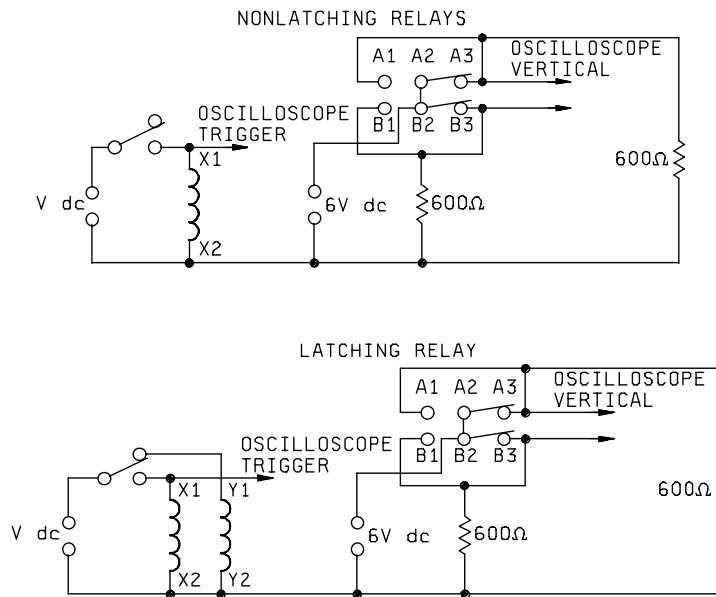 NONLATCHING RELAYS
A1 A2 A3
OSCILLOSCOPE
VERTICAL
OSCILLOSCOPE
TRIGGER
B1 B2 B3
X1
600Ω
V dc
6V dc
600Ω
X2
LATCHING RELAY
A1 A2 A3
OSCILLOSCOPE
VERTICAL
OSCILLOSCOPE
TRIGGER
B1 B2 B3
X1 Y1
600Ω
V dc
6V dc
600Ω
X2 Y2